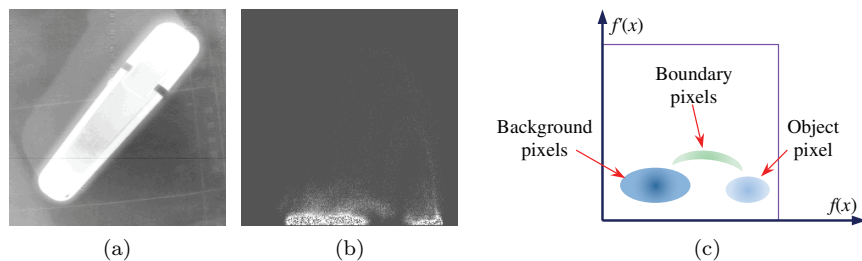 f′(x)
Boundary
pixels
Background
pixels
Object
pixel
f(x)
(a)
(b)
(c)